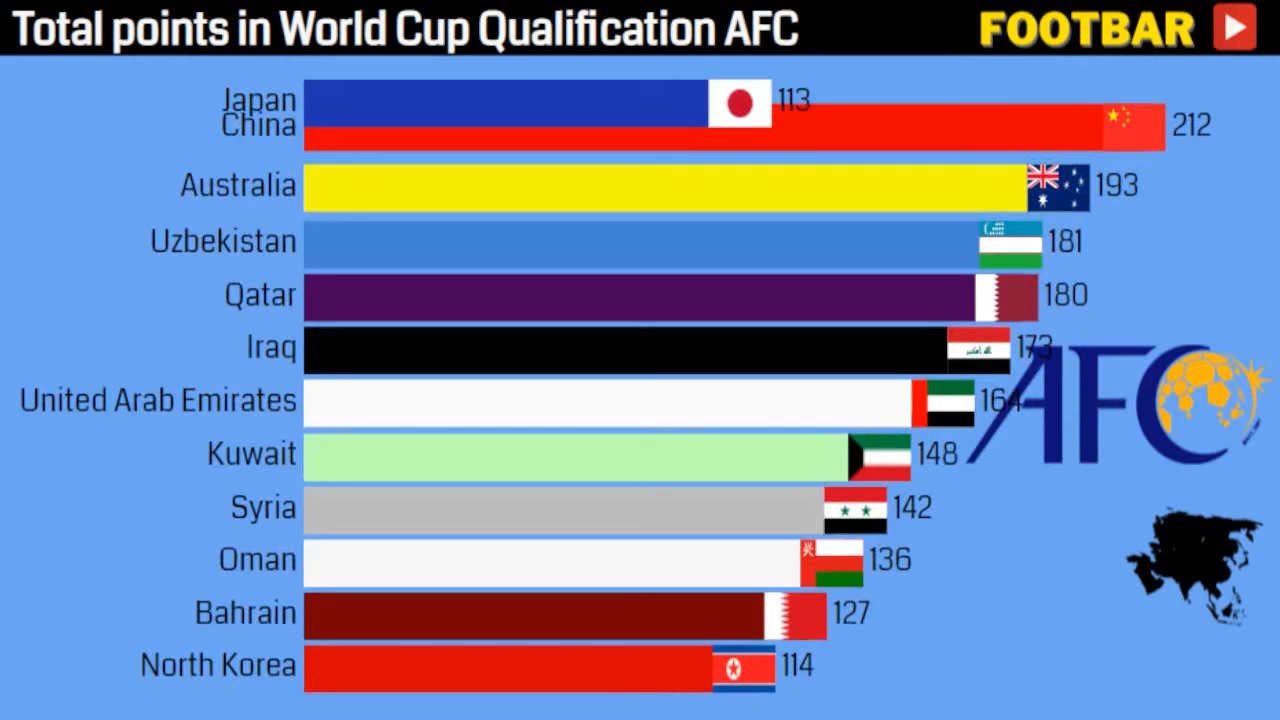 Total points in World Cup Qualification AFC
FOOTBAR
Japan 113
China 212
Australia 193
Uzbekistan 181
Qatar 180
Iraq 173
United Arab Emirates 164
AFC
Kuwait 148
Syria 142
Oman 136
Bahrain 127
North Korea 114